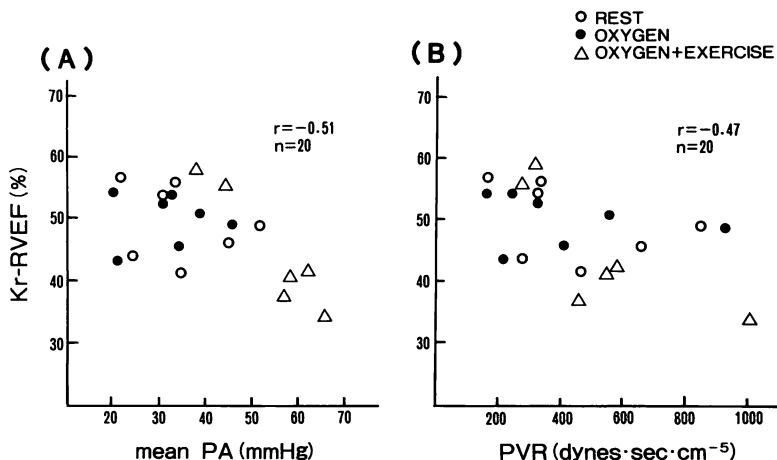 ○ REST
● OXYGEN
△ OXYGEN+EXERCISE
(A)
r=−0.51
n=20
Kr-RVEF (%)
70
60
50
40
30
20 30 40 50 60 70
mean PA (mmHg)
(B)
r=−0.47
n=20
70
60
50
40
30
200 400 600 800 1000
PVR (dynes·sec·cm⁻⁵)